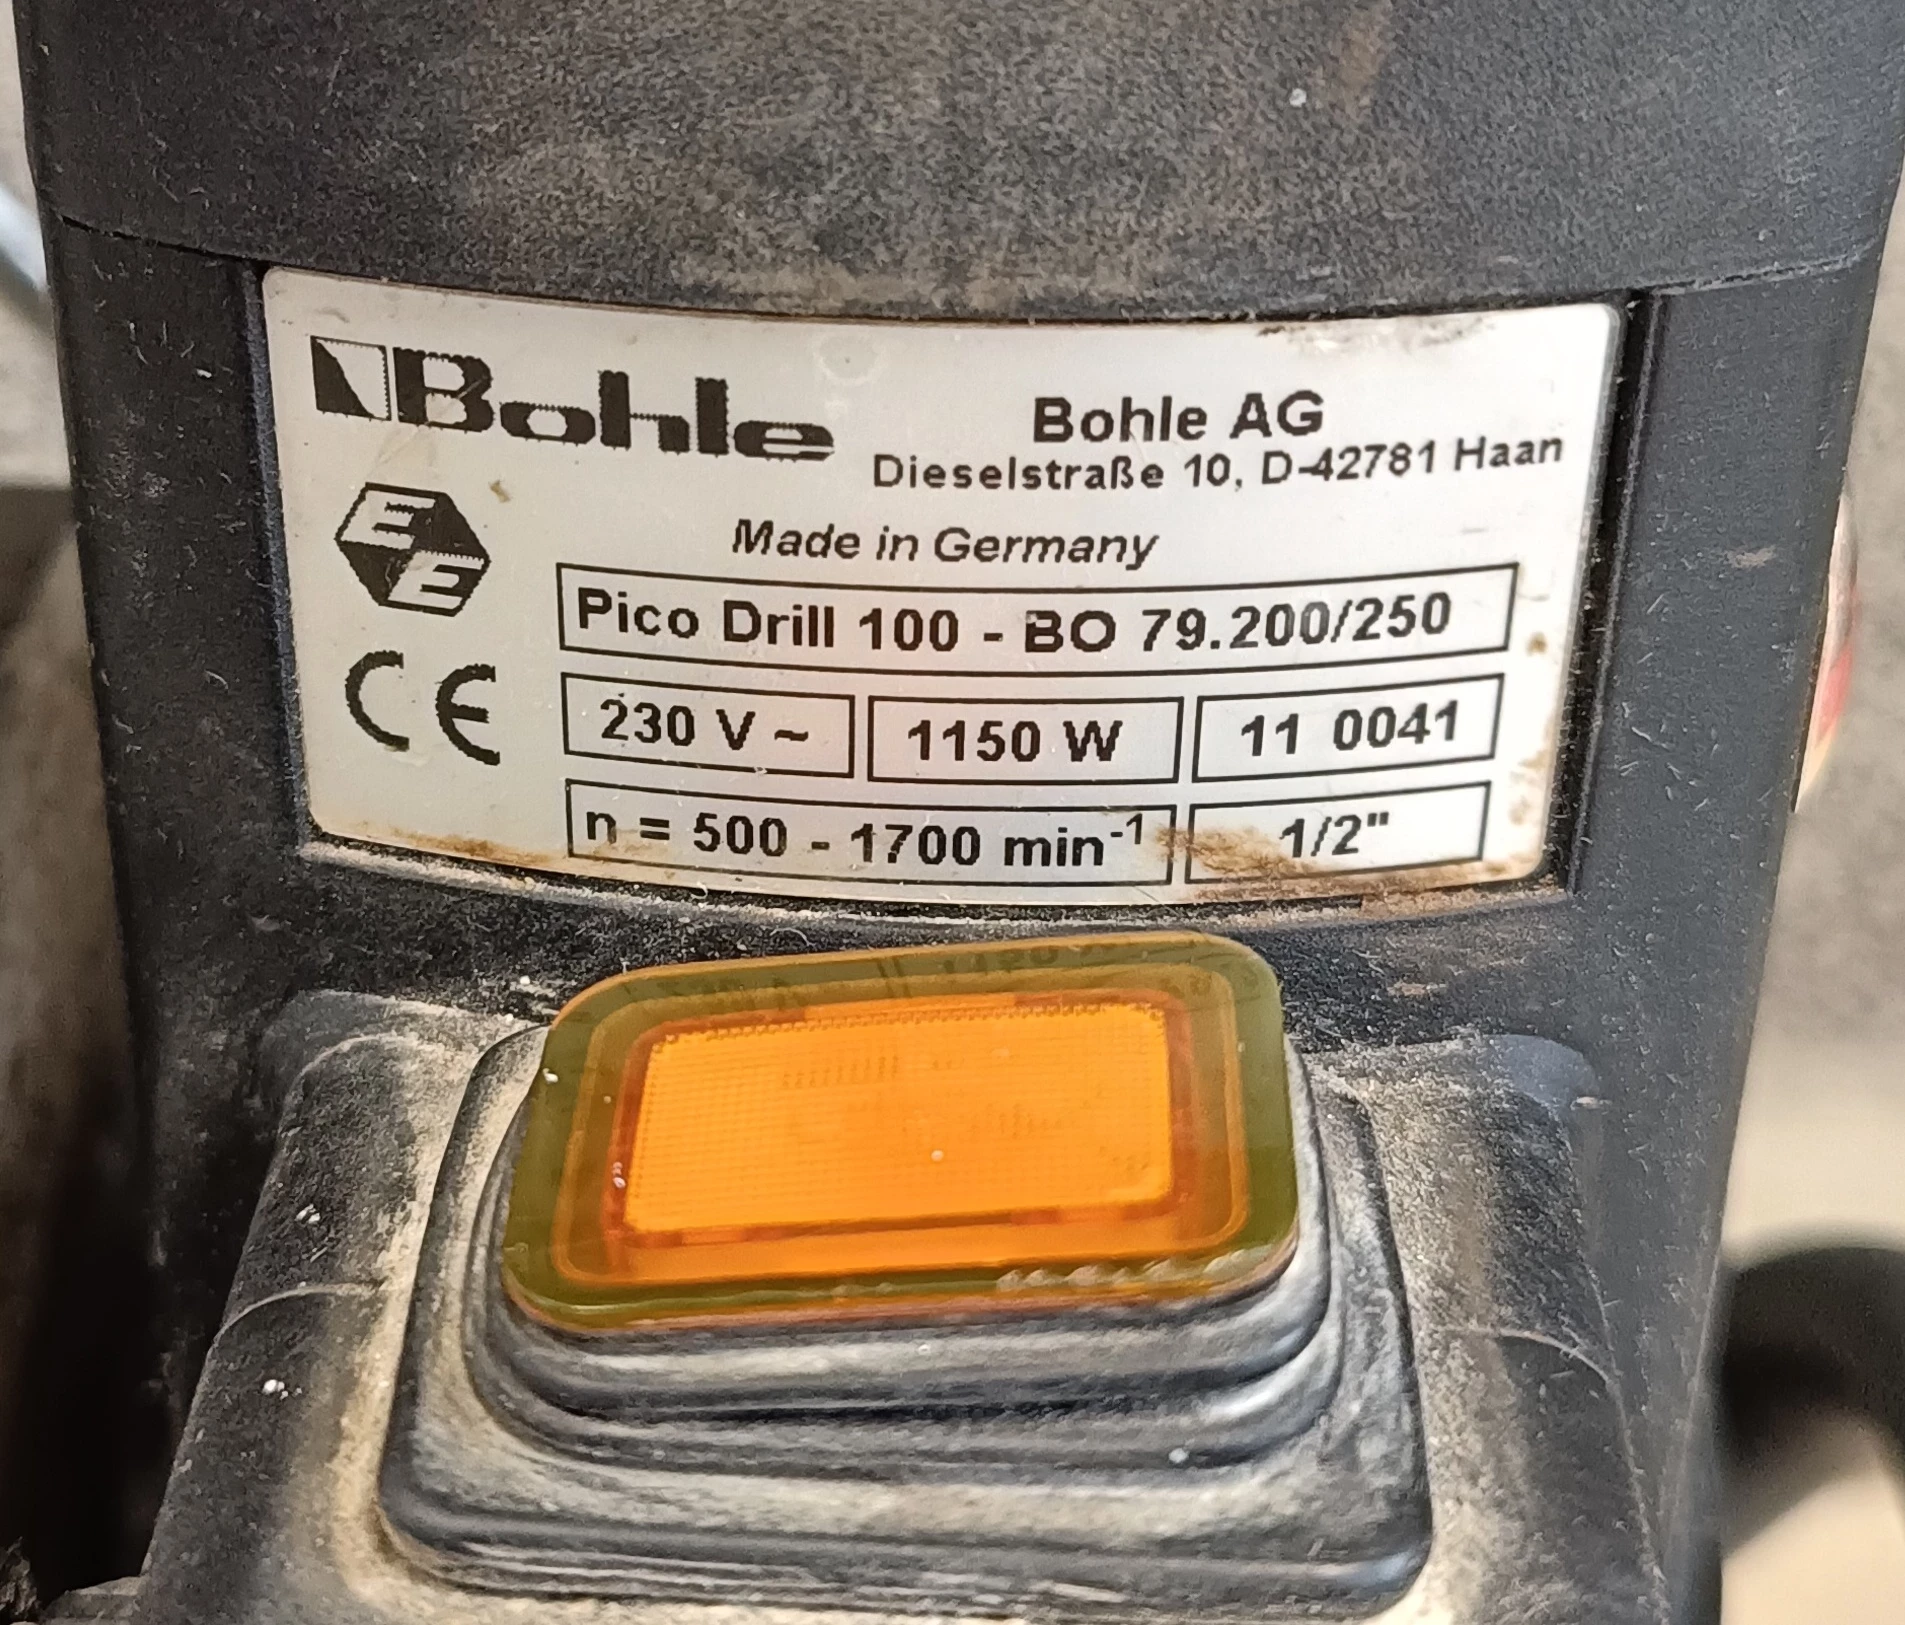 Bohle
Bohle AG
Dieselstraße 10, D-42781 Haan
Made in Germany
Pico Drill 100 - BO 79.200/250
CE
230 V ~
1150 W
11 0041
n = 500 - 1700 min⁻¹
1/2"